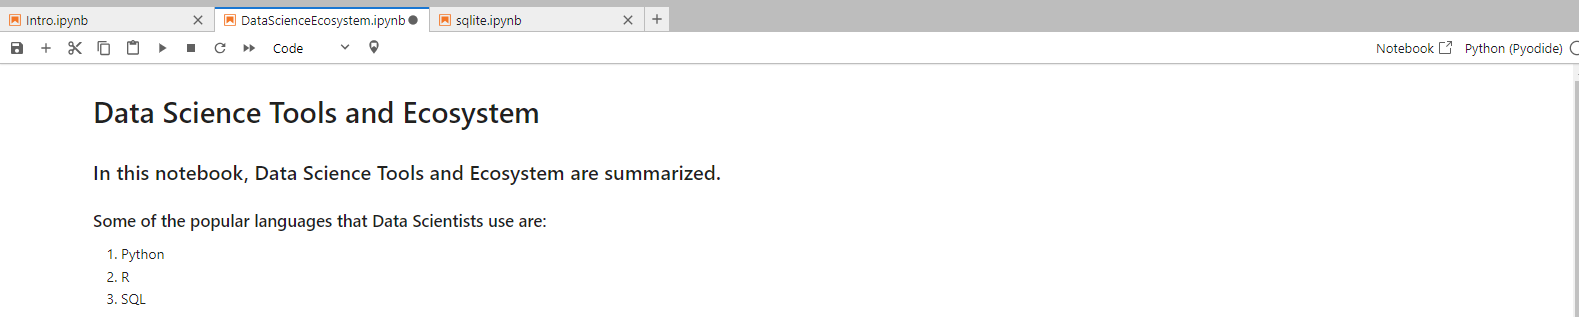 Intro.ipynb
DataScienceEcosystem.ipynb
sqlite.ipynb
Code
Notebook
Python (Pyodide)
Data Science Tools and Ecosystem
In this notebook, Data Science Tools and Ecosystem are summarized.
Some of the popular languages that Data Scientists use are:
1. Python
2. R
3. SQL